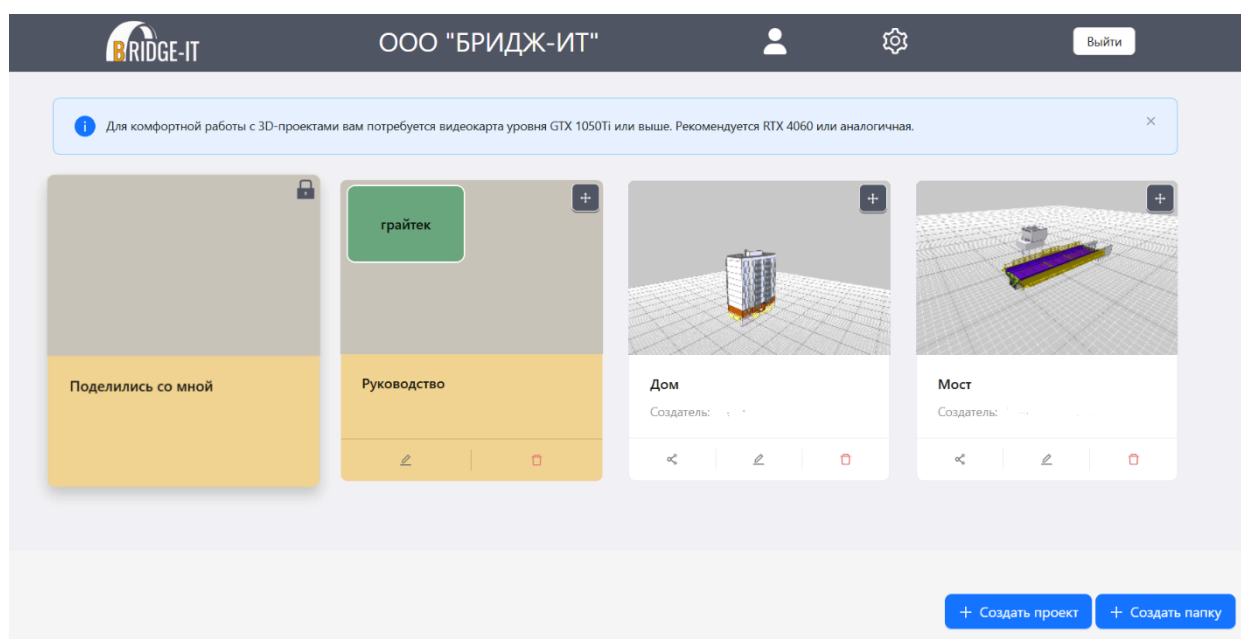 BRIDGE-IT
ООО "БРИДЖ-ИТ"
Выйти
Для комфортной работы с 3D-проектами вам потребуется видеокарта уровня GTX 1050Ti или выше. Рекомендуется RTX 4060 или аналогичная.
грайтек
Поделились со мной
Руководство
Дом
Создатель:
Мост
Создатель:
+ Создать проект
+ Создать папку